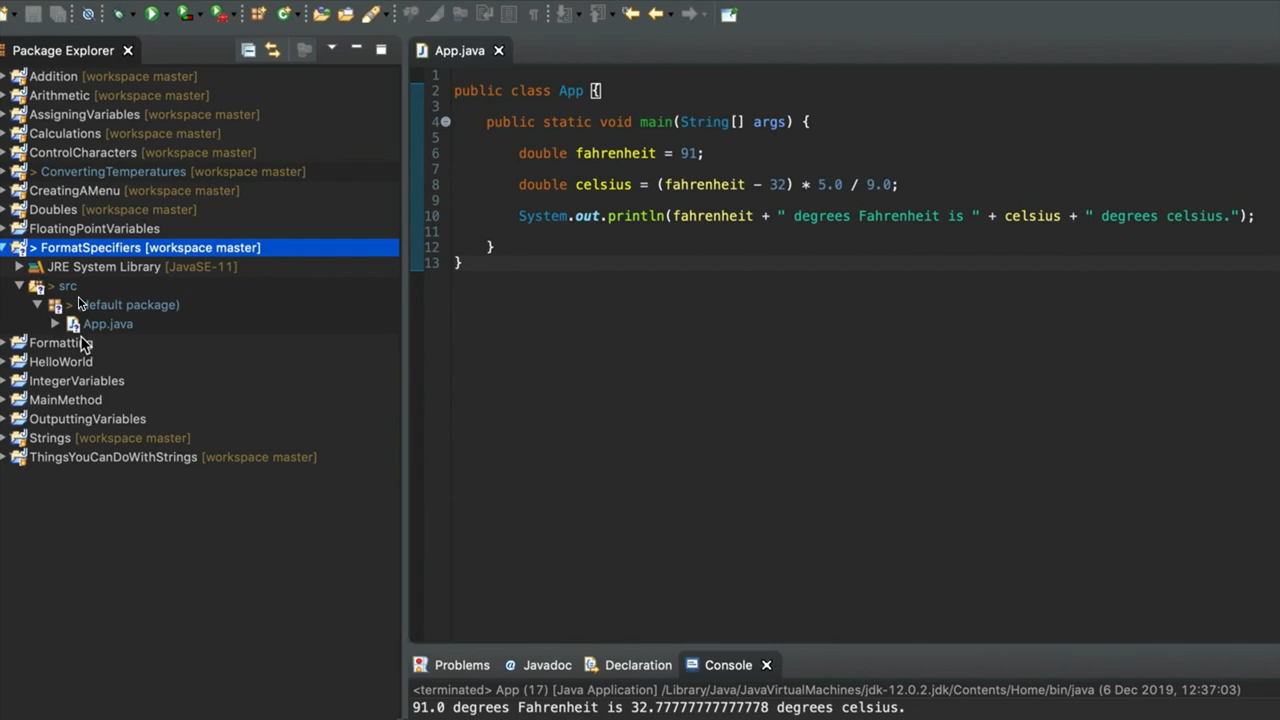 Package Explorer
Addition [workspace master]
Arithmetic [workspace master]
AssigningVariables [workspace master]
Calculations [workspace master]
ControlCharacters [workspace master]
> ConvertingTemperatures [workspace master]
CreatingAMenu [workspace master]
Doubles [workspace master]
FloatingPointVariables
> FormatSpecifiers [workspace master]
JRE System Library [JavaSE-11]
> src
> (default package)
App.java
Formatting
HelloWorld
IntegerVariables
MainMethod
OutputtingVariables
Strings [workspace master]
ThingsYouCanDoWithStrings [workspace master]
App.java
1
2 public class App {
3
4 public static void main(String[] args) {
5
6 double fahrenheit = 91;
7
8 double celsius = (fahrenheit - 32) * 5.0 / 9.0;
9
10 System.out.println(fahrenheit + " degrees Fahrenheit is " + celsius + " degrees celsius.");
11
12 }
13 }
Problems @ Javadoc Declaration Console
<terminated> App (17) [Java Application] /Library/Java/JavaVirtualMachines/jdk-12.0.2.jdk/Contents/Home/bin/java (6 Dec 2019, 12:37:03)
91.0 degrees Fahrenheit is 32.77777777777778 degrees celsius.